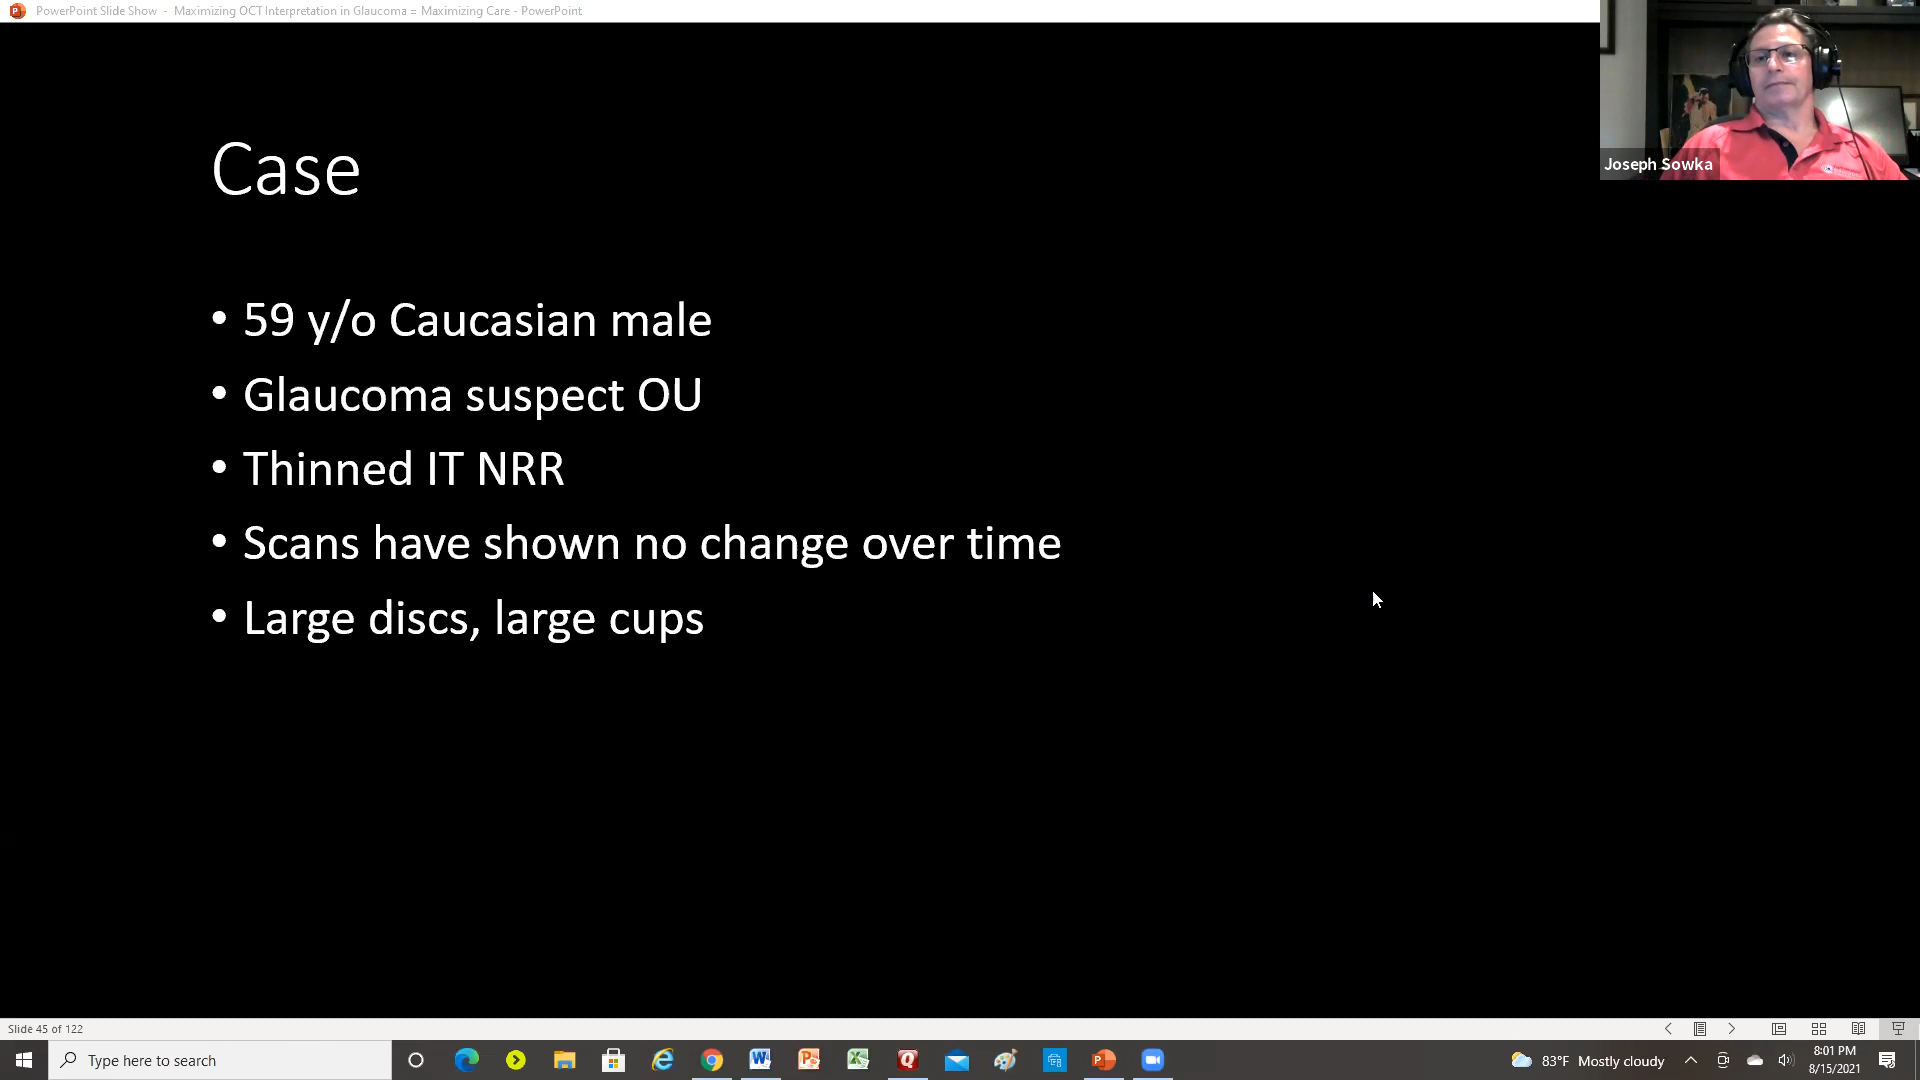 PowerPoint Slide Show - Maximizing OCT Interpretation in Glaucoma = Maximizing Care - PowerPoint
Joseph Sowka
Case
• 59 y/o Caucasian male
• Glaucoma suspect OU
• Thinned IT NRR
• Scans have shown no change over time
• Large discs, large cups
Slide 45 of 122
Type here to search
83°F Mostly cloudy
8:01 PM
8/15/2021